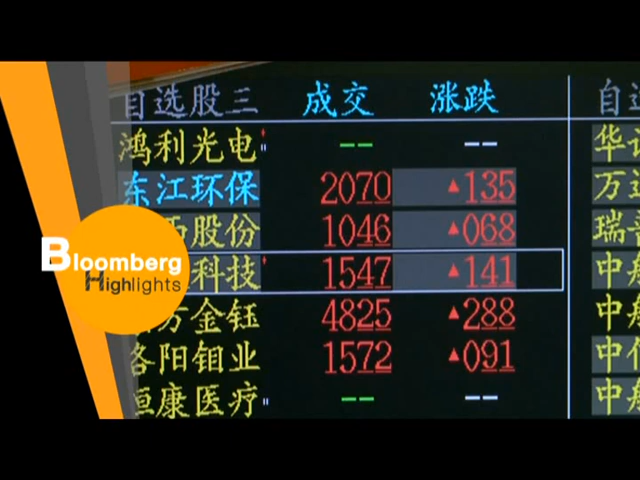 自选股三 成交 涨跌 自
鸿利光电 -- --
东江环保 2070 ▲135
股份 1046 ▲068
科技 1547 ▲141
方金钰 4825 ▲288
洛阳钼业 1572 ▲091
恒康医疗 -- --
万
瑞
中
中
中
中
Bloomberg
Highlights